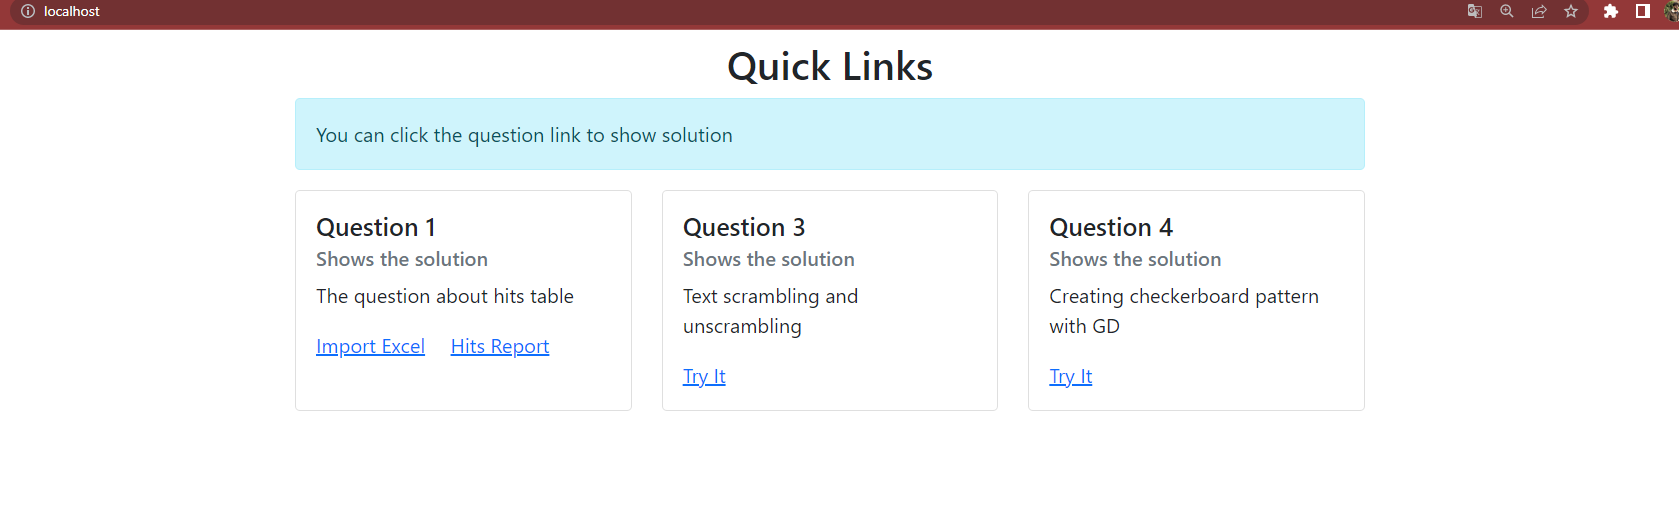 localhost
Quick Links
You can click the question link to show solution
Question 1
Shows the solution
The question about hits table
Import Excel Hits Report
Question 3
Shows the solution
Text scrambling and
unscrambling
Try It
Question 4
Shows the solution
Creating checkerboard pattern
with GD
Try It